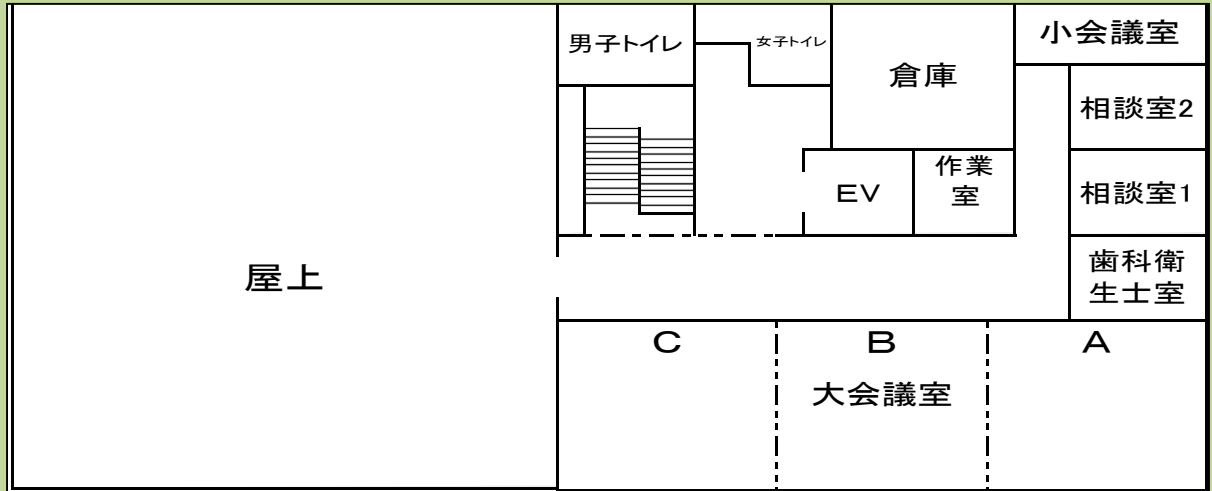 男子トイレ
女子トイレ
倉庫
小会議室
相談室2
作業
室
EV
相談室1
屋上
歯科衛
生士室
C
B
A
大会議室